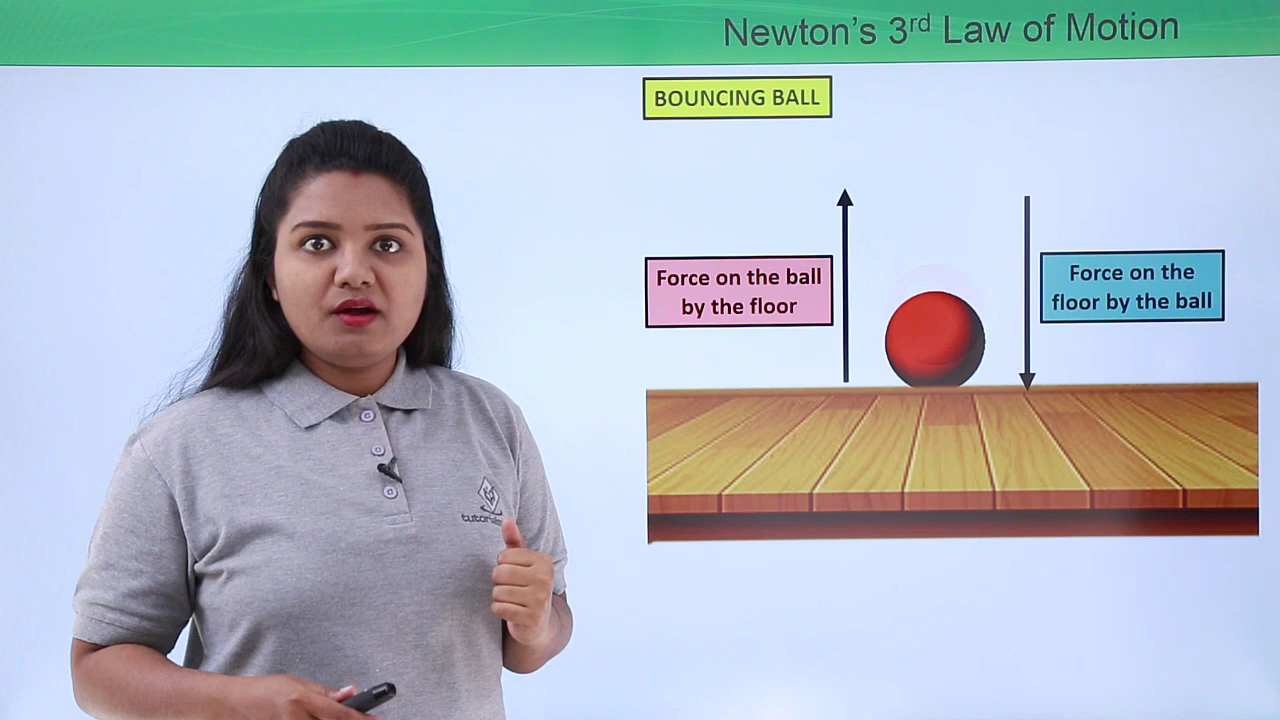 Newton's 3rd Law of Motion
BOUNCING BALL
Force on the ball
by the floor
Force on the
floor by the ball